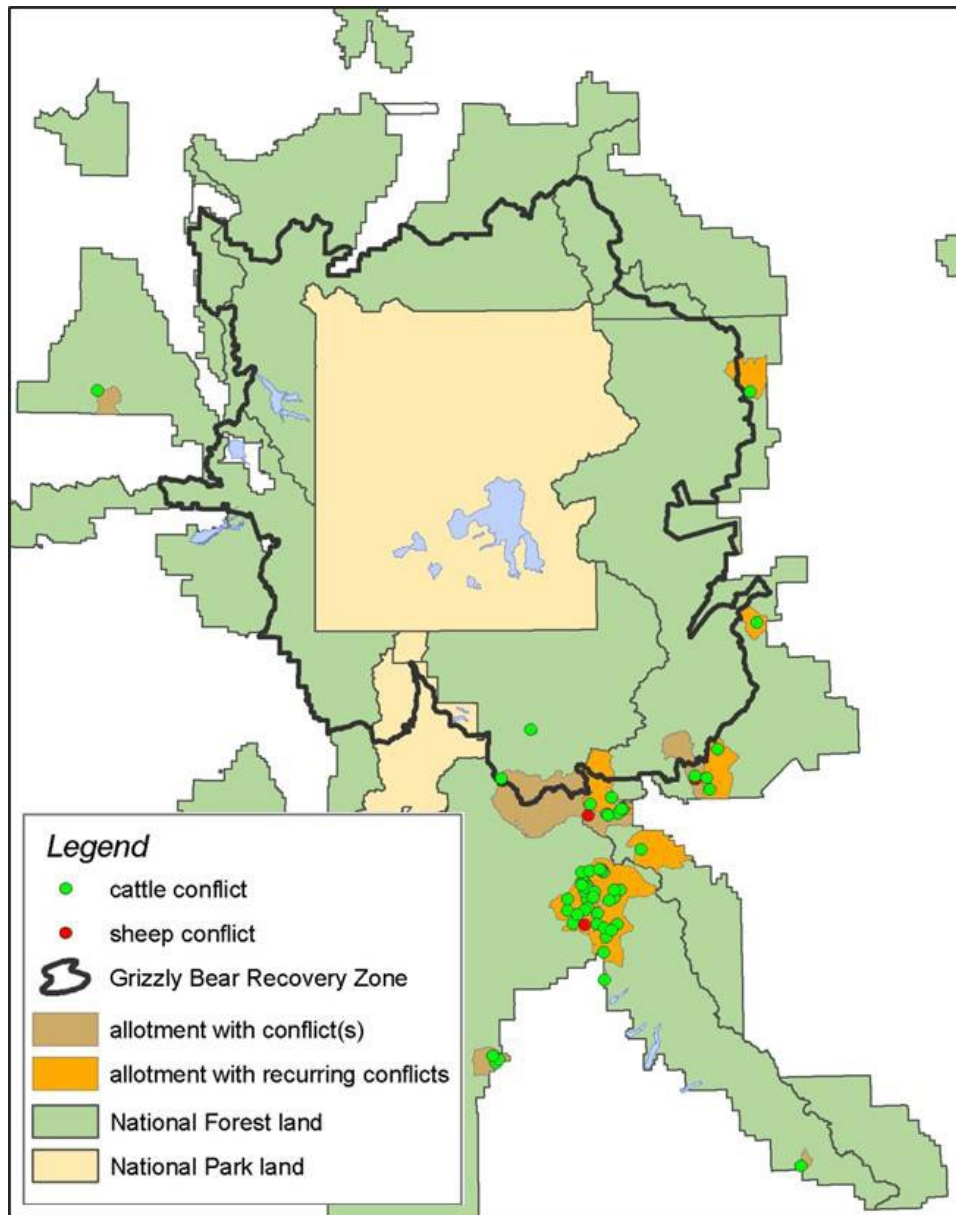 Legend
cattle conflict
sheep conflict
Grizzly Bear Recovery Zone
allotment with conflict(s)
allotment with recurring conflicts
National Forest land
National Park land